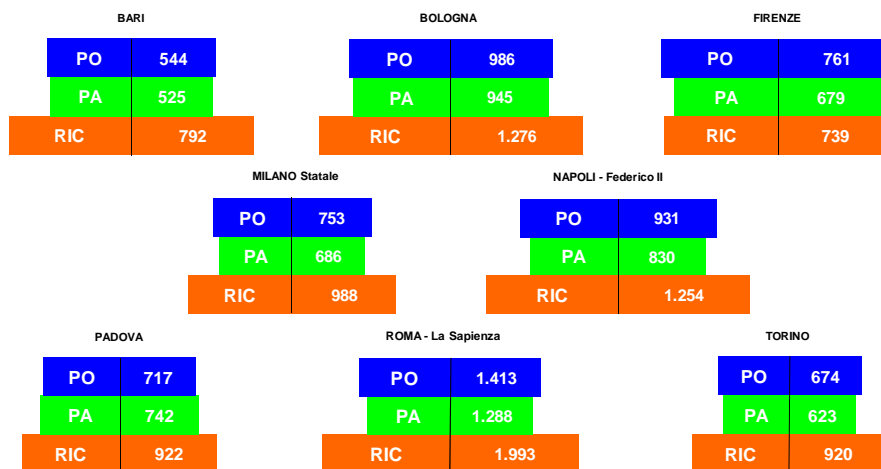 BARI BOLOGNA FIRENZE
PO 544 PO 986 PO 761
PA 525 PA 945 PA 679
RIC 792 RIC 1.276 RIC 739
MILANO Statale NAPOLI - Federico II
PO 753 PO 931
PA 686 PA 830
RIC 988 RIC 1.254
PADOVA ROMA - La Sapienza TORINO
PO 717 PO 1.413 PO 674
PA 742 PA 1.288 PA 623
RIC 922 RIC 1.993 RIC 920